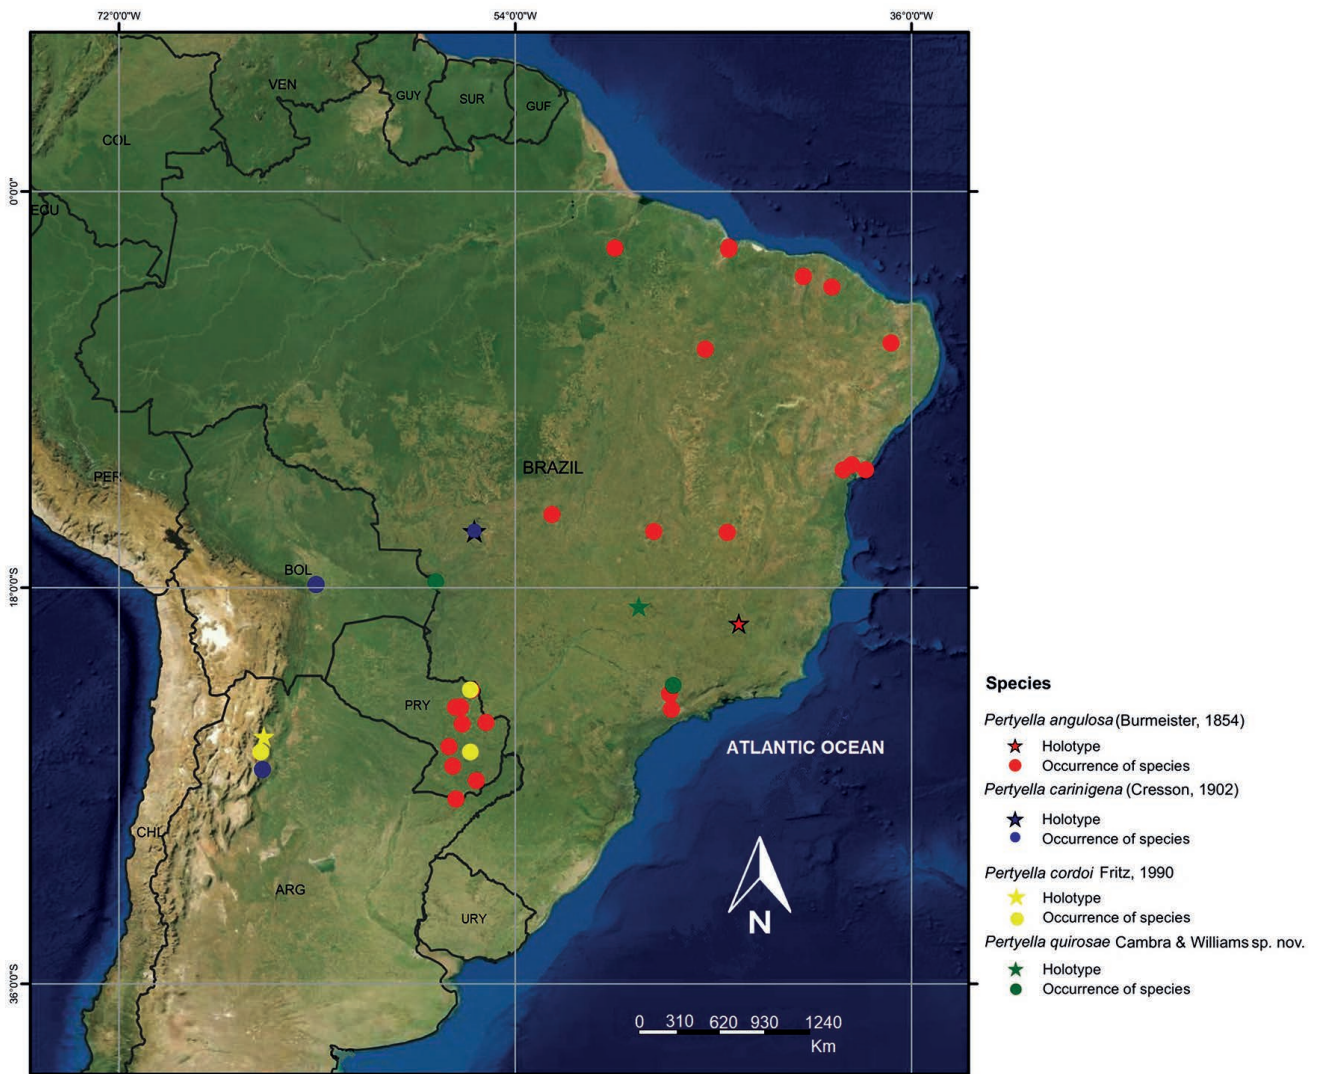 72°0'0"W
54°0'0"W
36°0'0"W
VEN
GUY
SUR
GUF
COL
0°0'0"
ECU
BRAZIL
PER
BOL
18°0'0"S
PRY
ATLANTIC OCEAN
CHL
ARG
URY
N
36°0'0"S
0 310 620 930 1240
Km
Species
Pertyella angulosa (Burmeister, 1854)
Holotype
Occurrence of species
Pertyella carinigena (Cresson, 1902)
Holotype
Occurrence of species
Pertyella cordoi Fritz, 1990
Holotype
Occurrence of species
Pertyella quirosae Cambra & Williams sp. nov.
Holotype
Occurrence of species